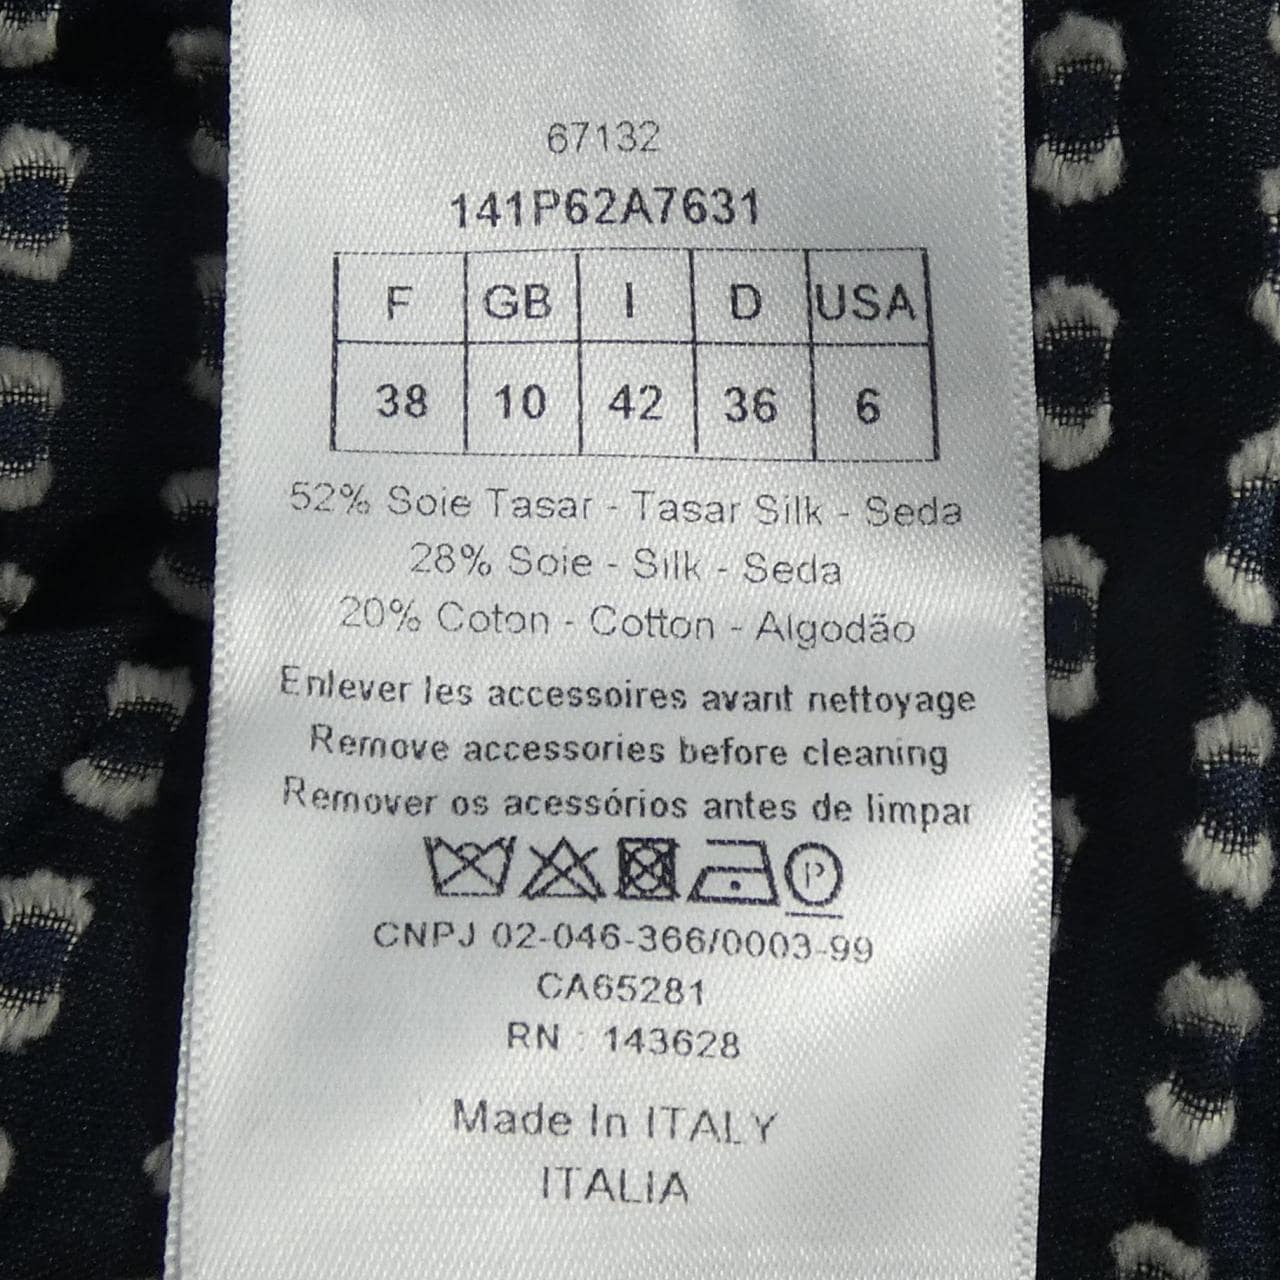 67132
141P62A7631
F GB I D USA
38 10 42 36 6
52% Soie Tasar - Tasar Silk - Seda
28% Soie - Silk - Seda
20% Coton - Cotton - Algodão
Enlever les accessoires avant nettoyage
Remove accessories before cleaning
Remover os acessórios antes de limpar
P
CNPJ 02-046-366/0003-99
CA65281
RN : 143628
Made In ITALY
ITALIA